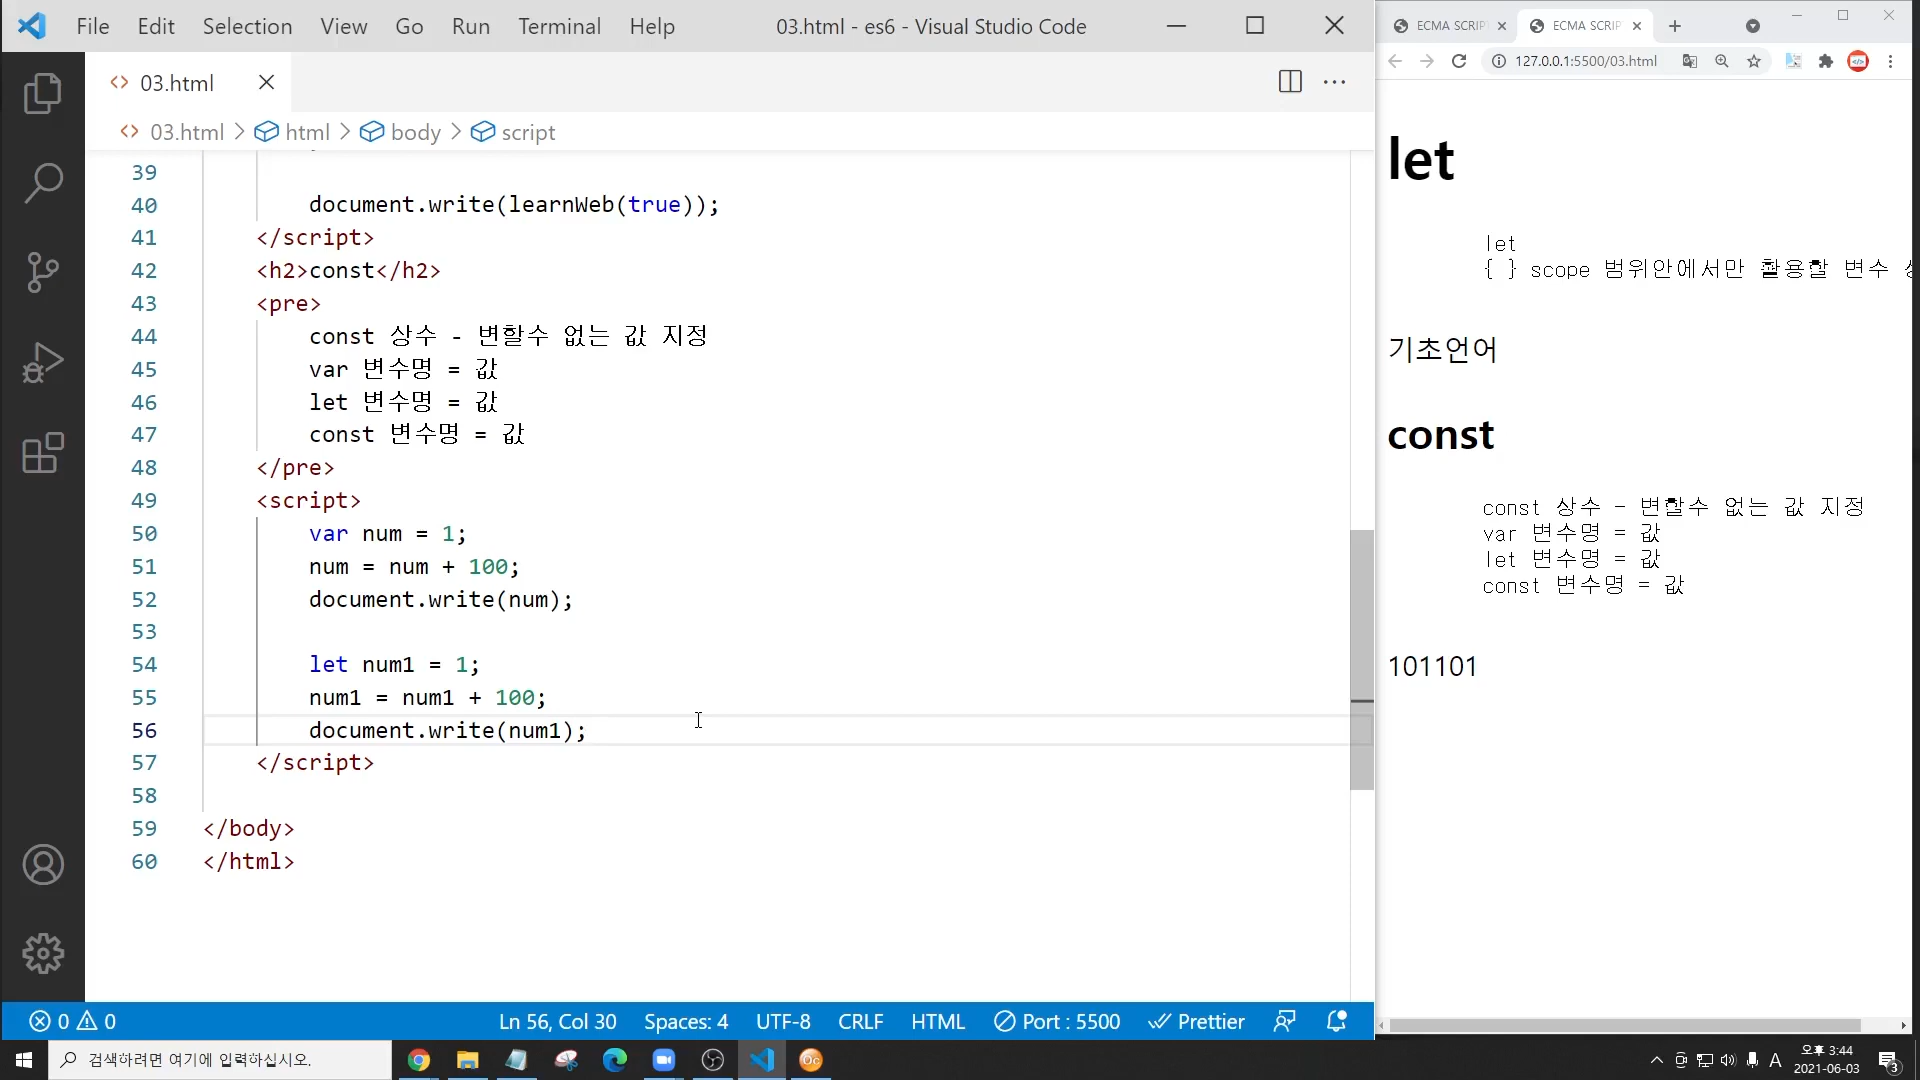 File Edit Selection View Go Run Terminal Help 03.html - es6 - Visual Studio Code
03.html
03.html > html > body > script
39
40 document.write(learnWeb(true));
41 </script>
42 <h2>const</h2>
43 <pre>
44 const 상수 - 변할수 없는 값 지정
45 var 변수명 = 값
46 let 변수명 = 값
47 const 변수명 = 값
48 </pre>
49 <script>
50 var num = 1;
51 num = num + 100;
52 document.write(num);
53
54 let num1 = 1;
55 num1 = num1 + 100;
56 document.write(num1);
57 </script>
58
59 </body>
60 </html>
0 0 Ln 56, Col 30 Spaces: 4 UTF-8 CRLF HTML Port : 5500 Prettier
ECMA SCRIP ECMA SCRIP
127.0.0.1:5500/03.html
let
let
{ } scope 범위안에서만 활용할 변수
기초언어
const
const 상수 - 변할수 없는 값 지정
var 변수명 = 값
let 변수명 = 값
const 변수명 = 값
101101
검색하려면 여기에 입력하십시오.
A
오후 3:44
2021-06-03
3